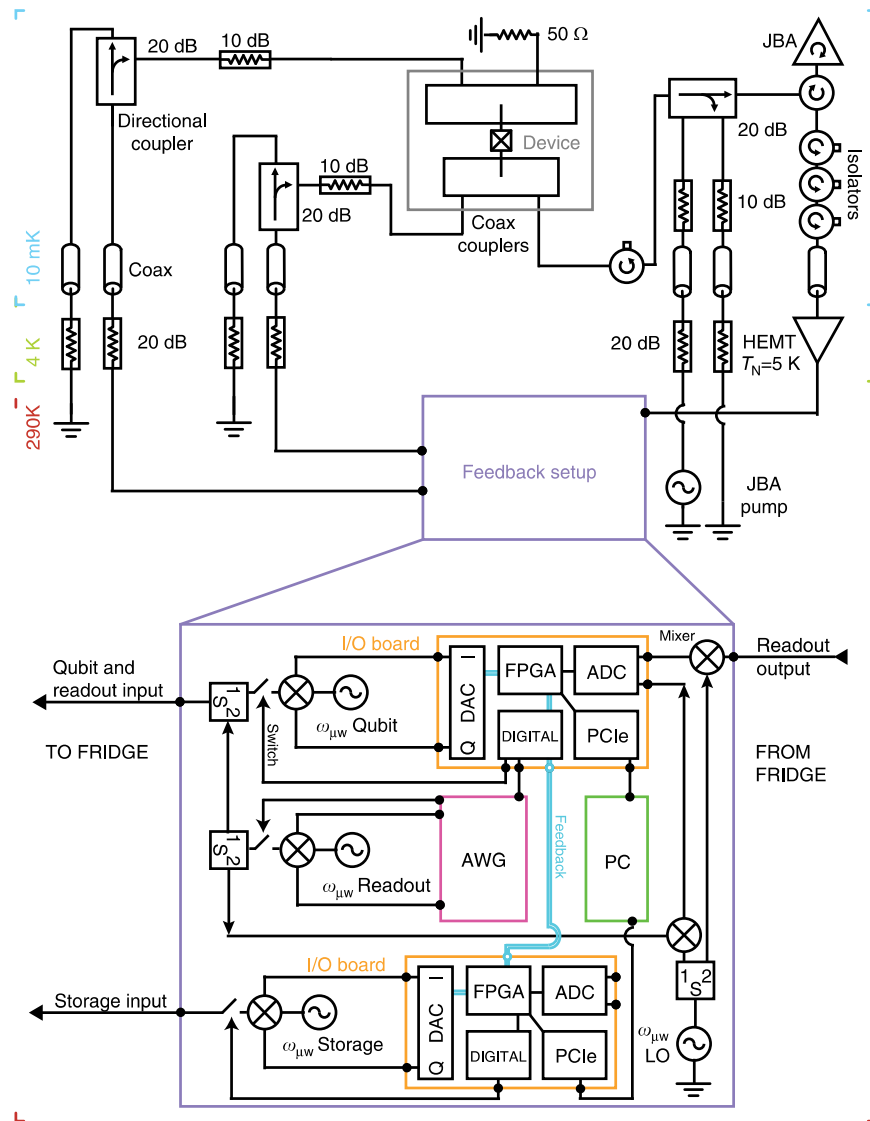 20 dB
10 dB
50 Ω
JBA
Directional
coupler
Device
20 dB
Isolators
10 dB
20 dB
10 dB
Coax
couplers
10 mK
Coax
4 K
20 dB
20 dB
HEMT
T_N=5 K
290K
Feedback setup
JBA
pump
I/O board
Mixer
Qubit and
readout input
Readout
output
I
DAC
Q
FPGA
ADC
1
S
2
ω_μw Qubit
DIGITAL
PCIe
TO FRIDGE
Switch
FROM
FRIDGE
1
S
2
AWG
Feedback
PC
ω_μw Readout
I/O board
Storage input
I
DAC
Q
FPGA
ADC
1
S
2
ω_μw Storage
DIGITAL
PCIe
ω_μw
LO